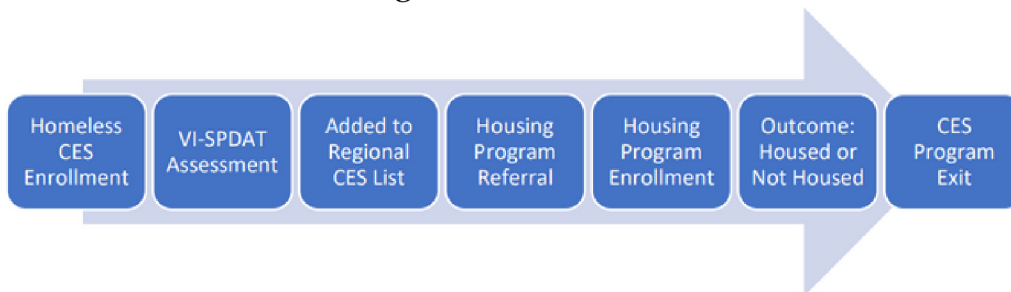 Homeless
CES
Enrollment
VI-SPDAT
Assessment
Added to
Regional
CES List
Housing
Program
Referral
Housing
Program
Enrollment
Outcome:
Housed or
Not Housed
CES
Program
Exit